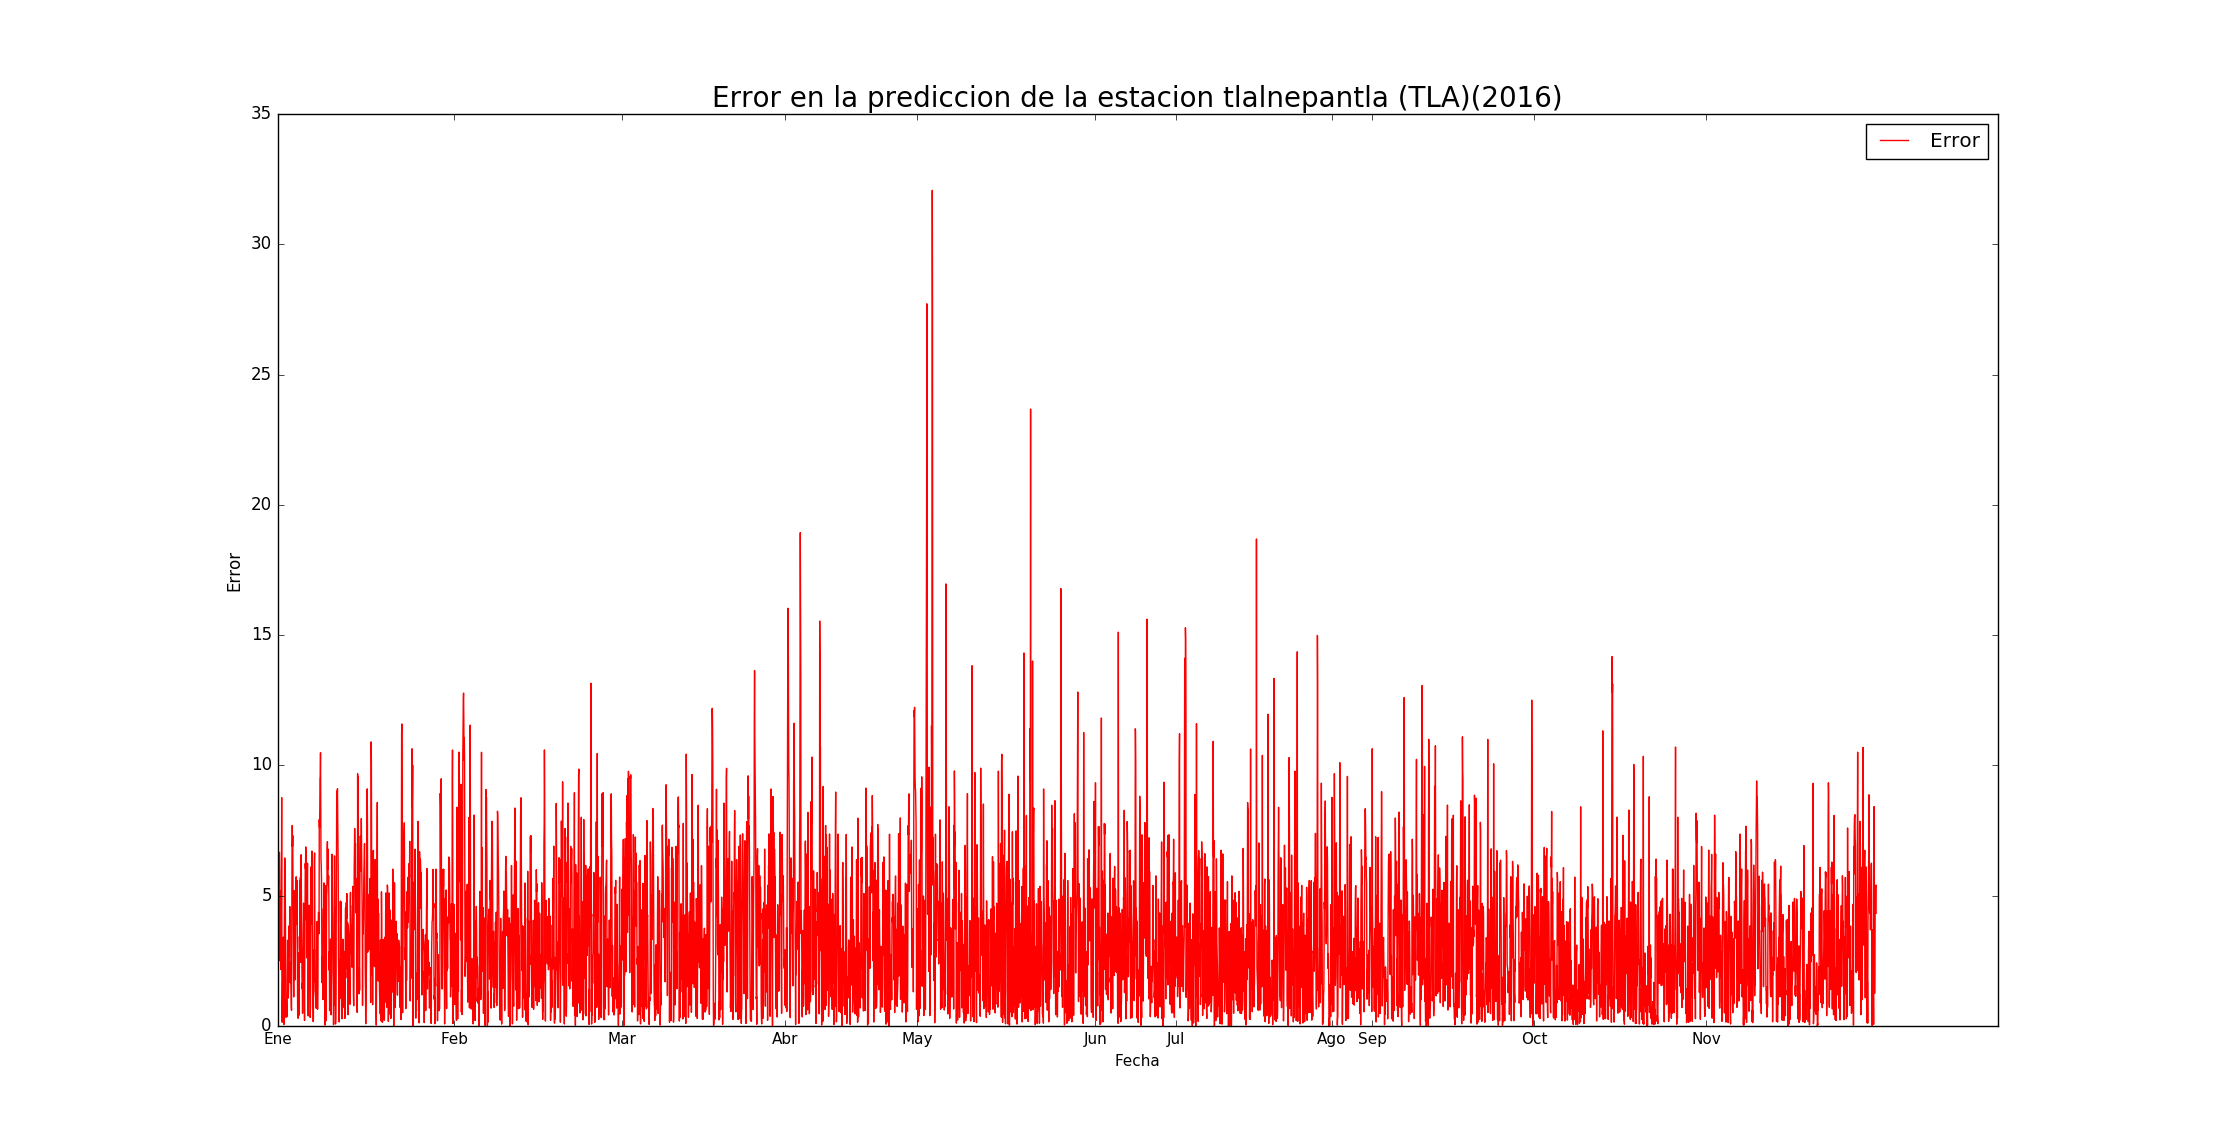 Error en la prediccion de la estacion tlalnepantla (TLA)(2016)
35
Error
30
25
20
15
10
5
0
Error
Ene Feb Mar Abr May Jun Jul Ago Sep Oct Nov
Fecha